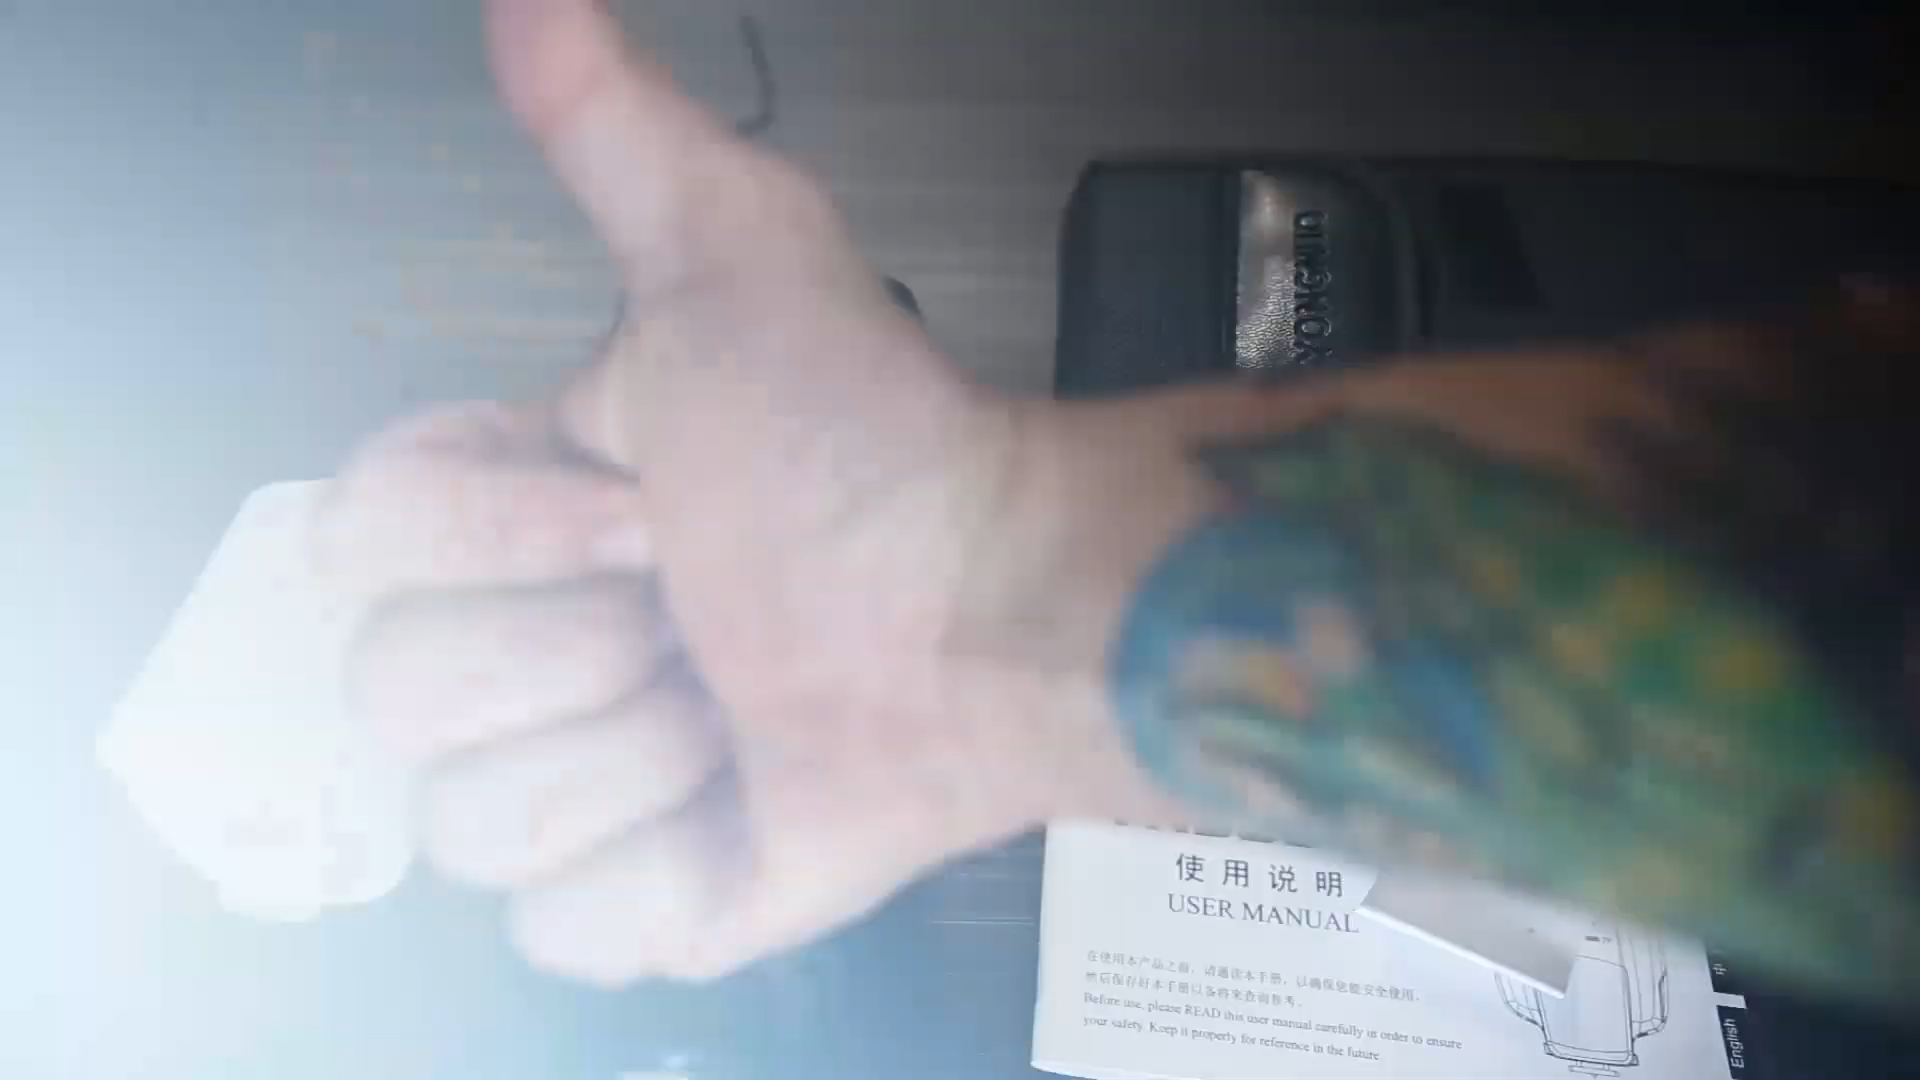 YONGNUO
使用说明
USER MANUAL
在使用本产品之前，请通读本手册，以确保您能安全使用，
然后保存好本手册以备将来查询参考。
Before use, please READ this user manual carefully in order to ensure
your safety. Keep it properly for reference in the future
中
English